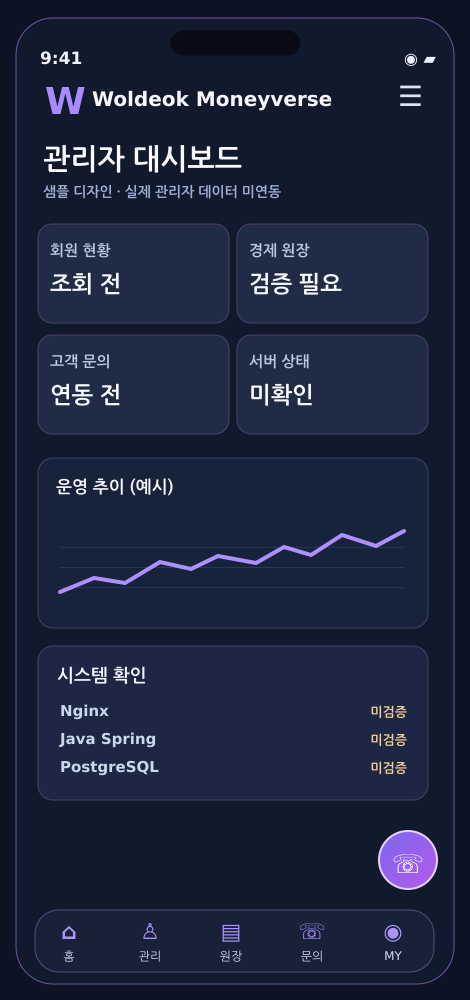 9:41
W Woldeok Moneyverse
관리자 대시보드
샘플 디자인 · 실제 관리자 데이터 미연동
회원 현황
조회 전
경제 원장
검증 필요
고객 문의
연동 전
서버 상태
미확인
운영 추이 (예시)
시스템 확인
Nginx 미검증
Java Spring 미검증
PostgreSQL 미검증
홈 관리 원장 문의 MY